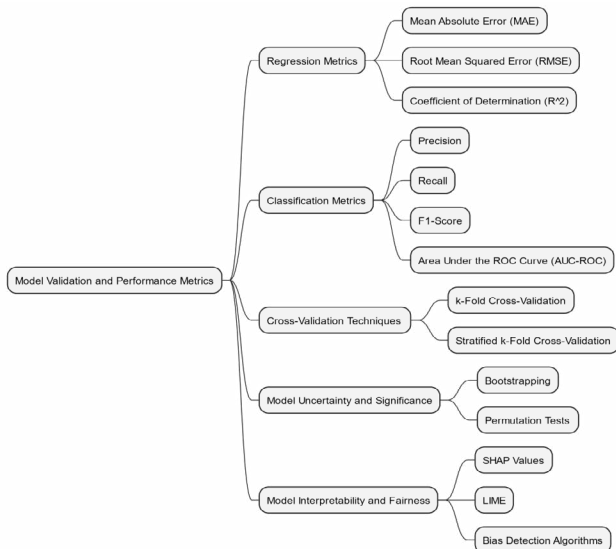 Model Validation and Performance Metrics
Regression Metrics
Mean Absolute Error (MAE)
Root Mean Squared Error (RMSE)
Coefficient of Determination (R^2)
Classification Metrics
Precision
Recall
F1-Score
Area Under the ROC Curve (AUC-ROC)
Cross-Validation Techniques
k-Fold Cross-Validation
Stratified k-Fold Cross-Validation
Model Uncertainty and Significance
Bootstrapping
Permutation Tests
Model Interpretability and Fairness
SHAP Values
LIME
Bias Detection Algorithms